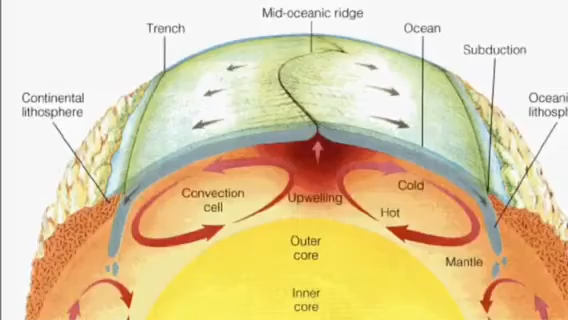 Mid-oceanic ridge
Trench
Ocean
Subduction
Continental
lithosphere
Oceani
lithosph
Convection
cell
Upwelling
Cold
Hot
Outer
core
Mantle
Inner
core